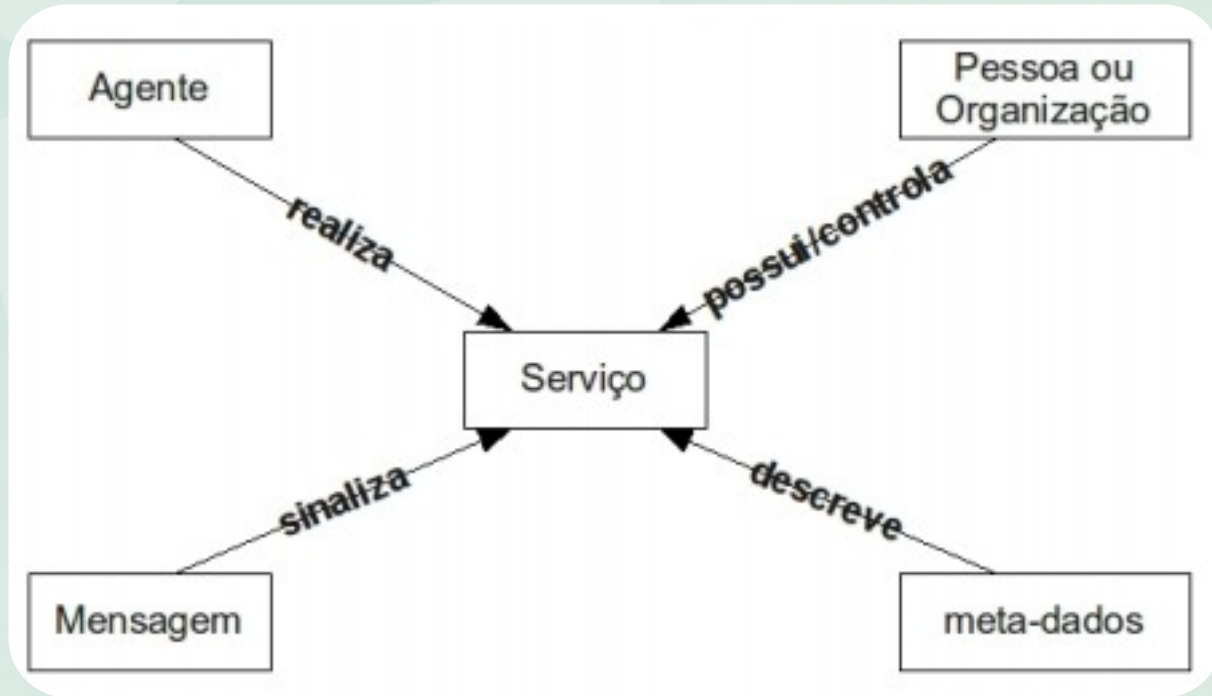 Agente
Pessoa ou
Organização
realiza
possui/controla
Serviço
sinaliza
descreve
Mensagem
meta-dados